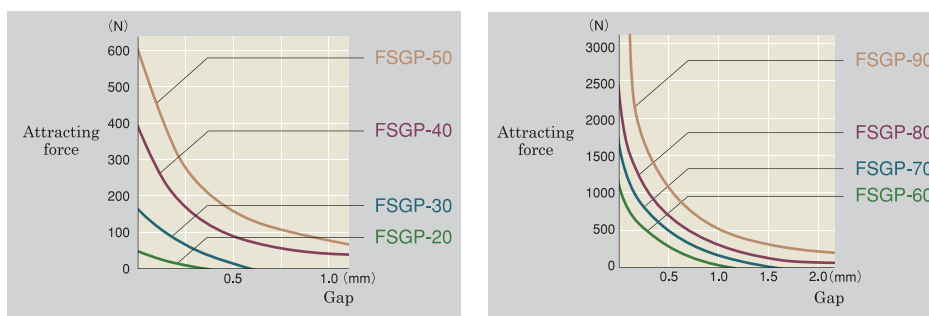 (N)
600
500
400
300
200
100
0
Attracting
force
FSGP-50
FSGP-40
FSGP-30
FSGP-20
0.5
1.0 (mm)
Gap
(N)
3000
2500
2000
1500
1000
500
0
Attracting
force
FSGP-90
FSGP-80
FSGP-70
FSGP-60
0.5
1.0
1.5
2.0(mm)
Gap